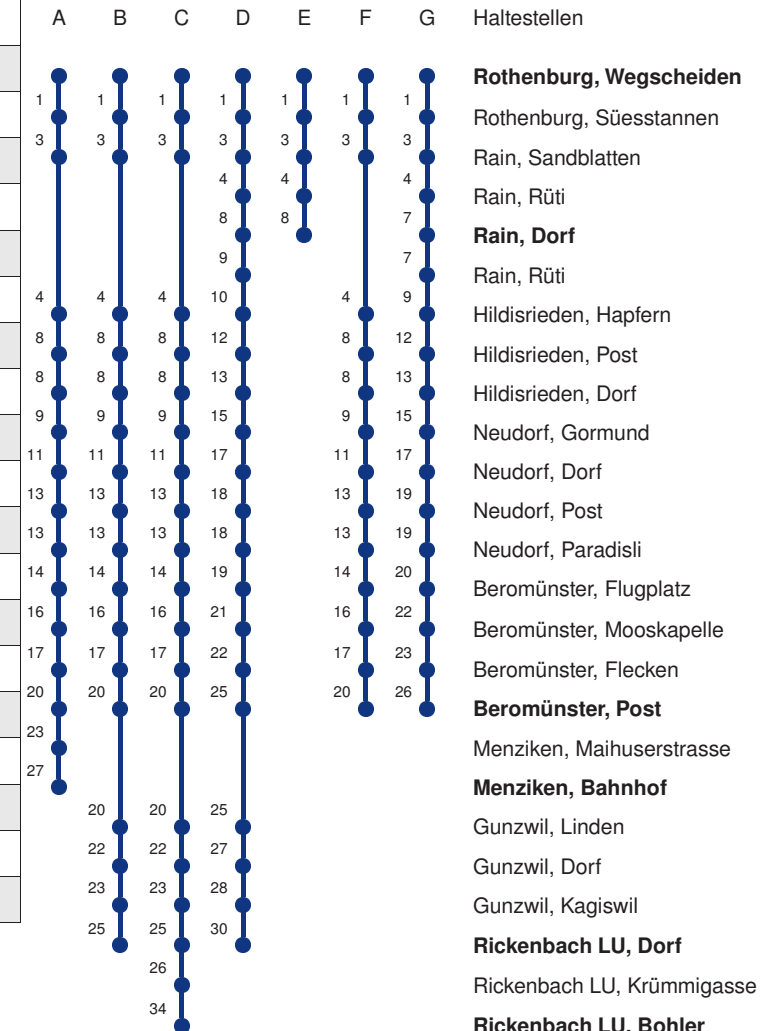 A B C D E F G Haltestellen
Rothenburg, Wegscheiden
1 1 1 1 1 1 1 Rothenburg, Süesstannen
3 3 3 3 3 3 3 Rain, Sandblatten
4 4 4 Rain, Rüti
8 8 7 Rain, Dorf
9 7 Rain, Rüti
4 4 4 10 4 9 Hildisrieden, Hapfern
8 8 8 12 8 12 Hildisrieden, Post
8 8 8 13 8 13 Hildisrieden, Dorf
9 9 9 15 9 15 Neudorf, Gormund
11 11 11 17 11 17 Neudorf, Dorf
13 13 13 18 13 19 Neudorf, Post
13 13 13 18 13 19 Neudorf, Paradisli
14 14 14 19 14 20 Beromünster, Flugplatz
16 16 16 21 16 22 Beromünster, Mooskapelle
17 17 17 22 17 23 Beromünster, Flecken
20 20 20 25 20 26 Beromünster, Post
23 Menziken, Maihuserstrasse
27 Menziken, Bahnhof
20 20 25 Gunzwil, Linden
22 22 27 Gunzwil, Dorf
23 23 28 Gunzwil, Kagiswil
25 25 30 Rickenbach LU, Dorf
26 Rickenbach LU, Krümmigasse
34 Rickenbach LU, Bohler